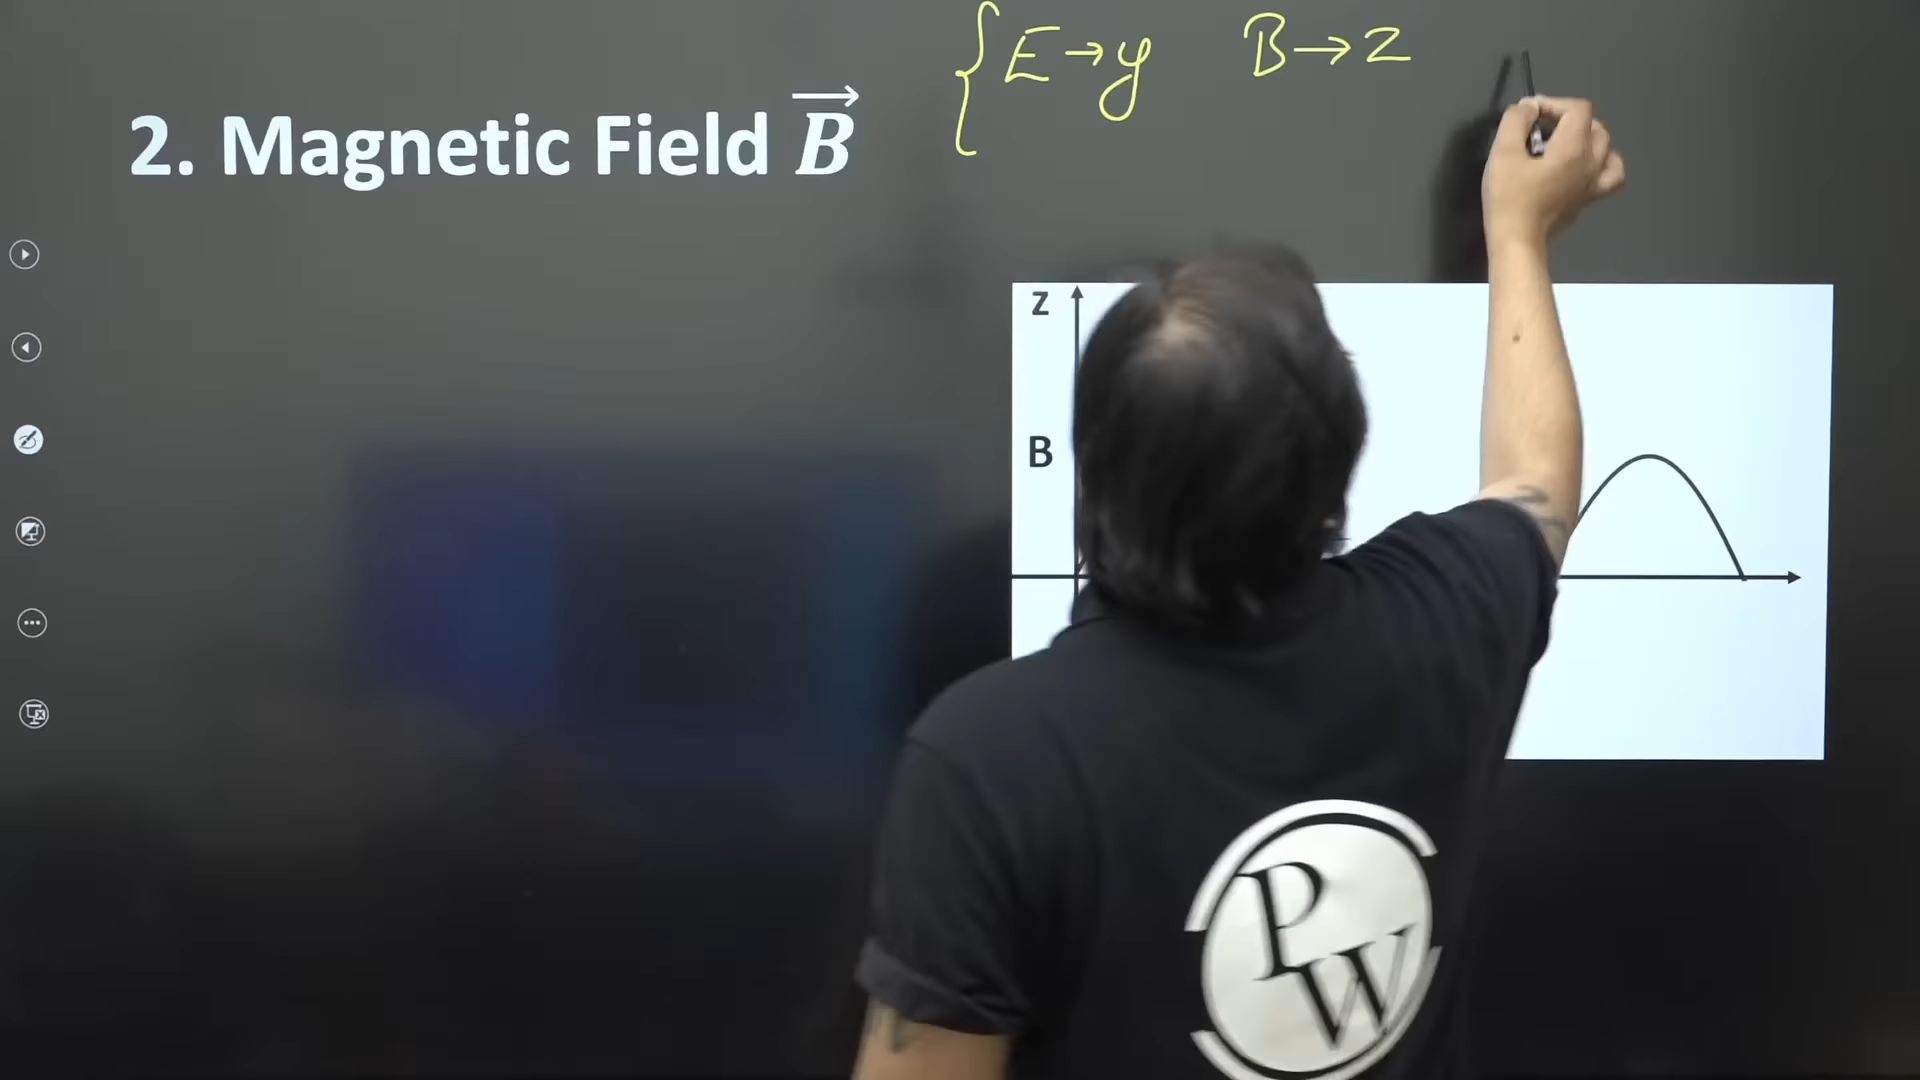 { E → y B → z
2. Magnetic Field B
z
B
PW